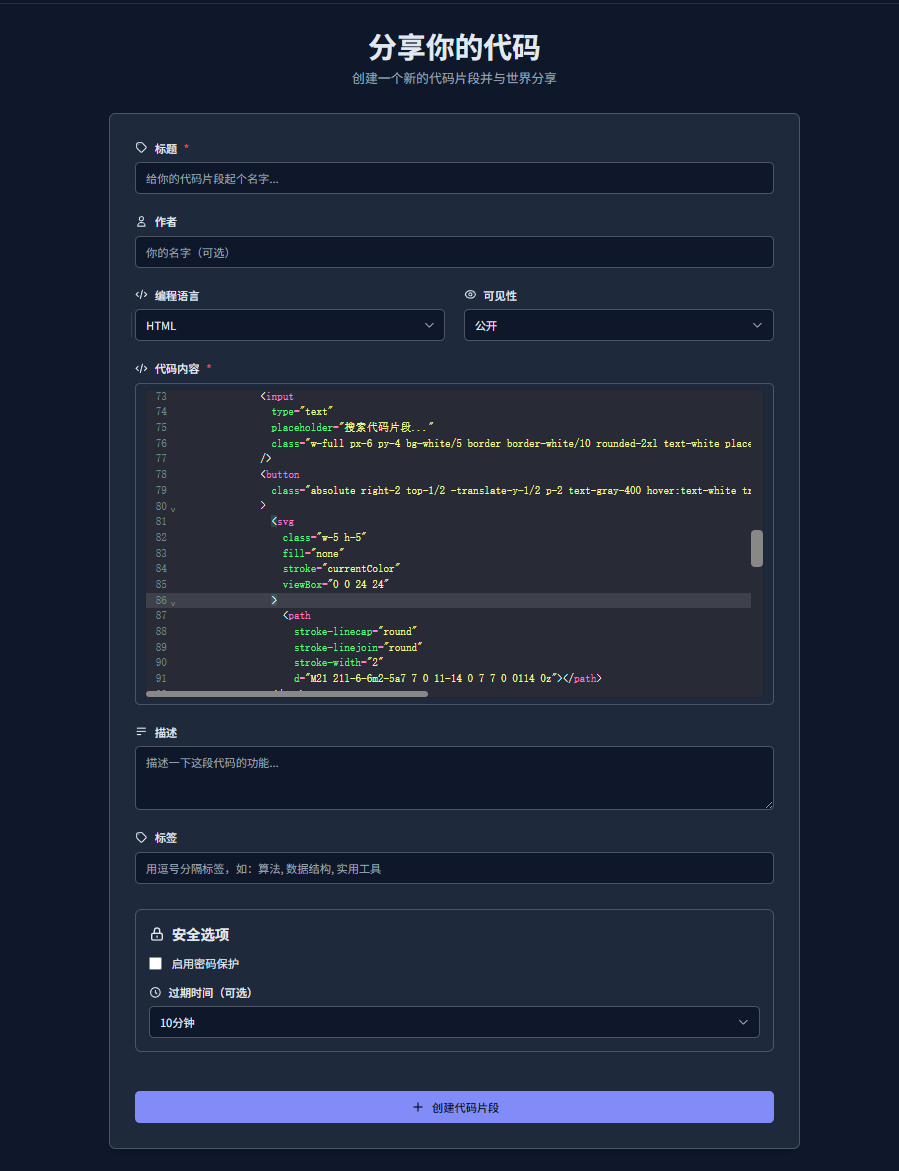 分享你的代码
创建一个新的代码片段并与世界分享
标题 *
给你的代码片段起个名字...
作者
你的名字（可选）
编程语言
可见性
HTML
公开
代码内容 *
73 <input
74 type="text"
75 placeholder="搜索代码片段..."
76 class="w-full px-6 py-4 bg-white/5 border border-white/10 rounded-2xl text-white place
77 />
78 <button
79 class="absolute right-2 top-1/2 -translate-y-1/2 p-2 text-gray-400 hover:text-white tr
80 >
81 <svg
82 class="w-5 h-5"
83 fill="none"
84 stroke="currentColor"
85 viewBox="0 0 24 24"
86 >
87 <path
88 stroke-linecap="round"
89 stroke-linejoin="round"
90 stroke-width="2"
91 d="M21 21l-6-6m2-5a7 7 0 11-14 0 7 7 0 0114 0z"></path>
描述
描述一下这段代码的功能...
标签
用逗号分隔标签，如：算法, 数据结构, 实用工具
安全选项
启用密码保护
过期时间（可选）
10分钟
+ 创建代码片段